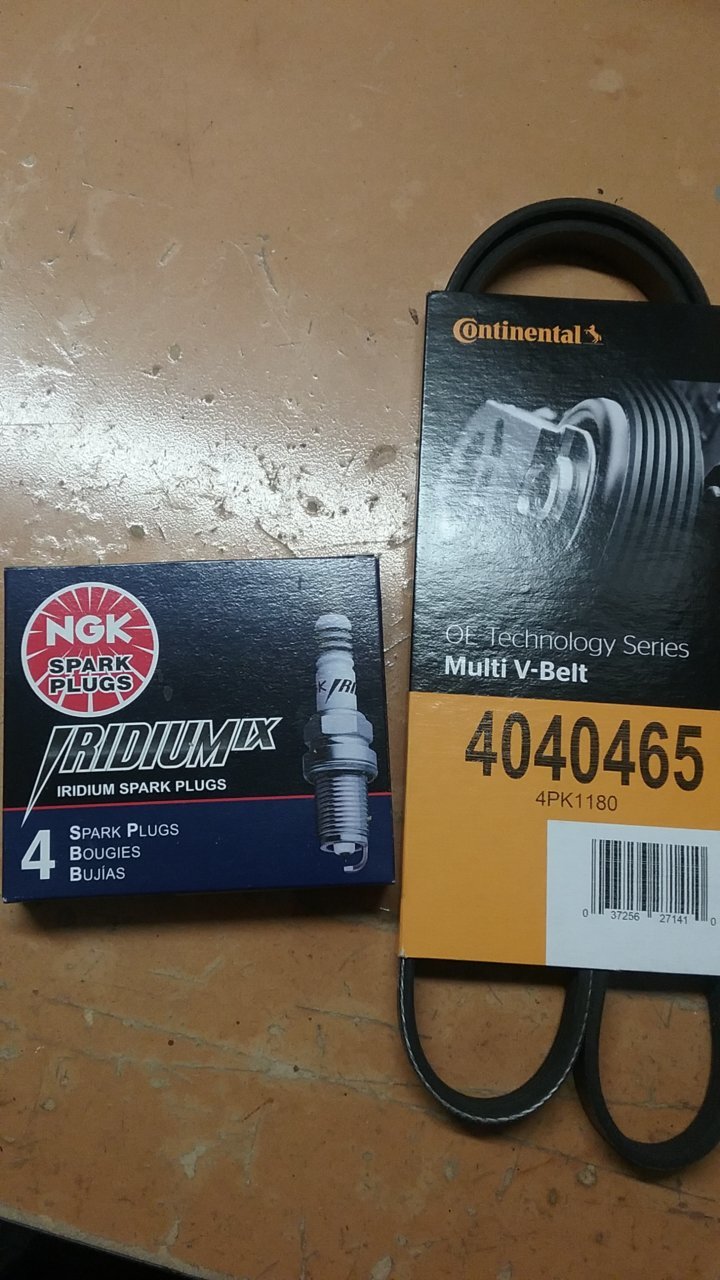 NGK
SPARK
PLUGS
IRIDIUM IX
IRIDIUM SPARK PLUGS
4
SPARK PLUGS
BOUGIES
BUJÍAS
Continental
OE Technology Series
Multi V-Belt
4040465
4PK1180
0 37256 27141 0